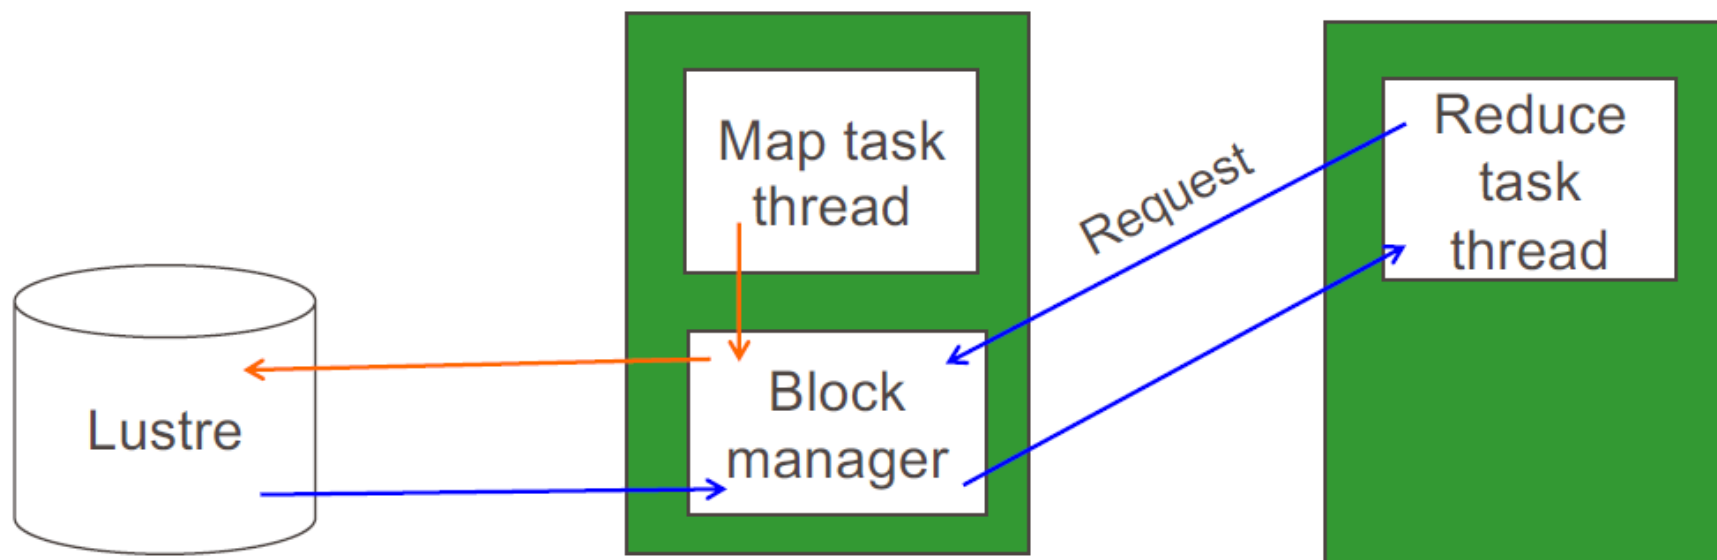 Map task
thread
Reduce
task
thread
Request
Block
manager
Lustre